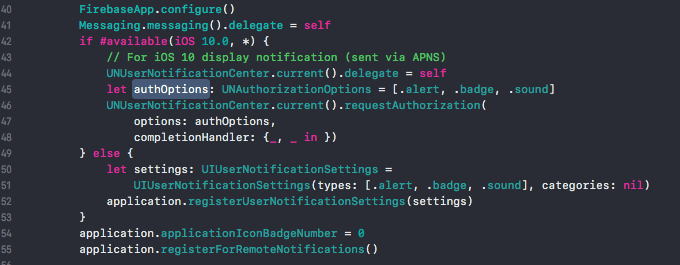 40 FirebaseApp.configure()
41 Messaging.messaging().delegate = self
42 if #available(iOS 10.0, *) {
43 // For iOS 10 display notification (sent via APNS)
44 UNUserNotificationCenter.current().delegate = self
45 let authOptions: UNAuthorizationOptions = [.alert, .badge, .sound]
46 UNUserNotificationCenter.current().requestAuthorization(
47 options: authOptions,
48 completionHandler: {_, _ in })
49 } else {
50 let settings: UIUserNotificationSettings =
51 UIUserNotificationSettings(types: [.alert, .badge, .sound], categories: nil)
52 application.registerUserNotificationSettings(settings)
53 }
54 application.applicationIconBadgeNumber = 0
55 application.registerForRemoteNotifications()